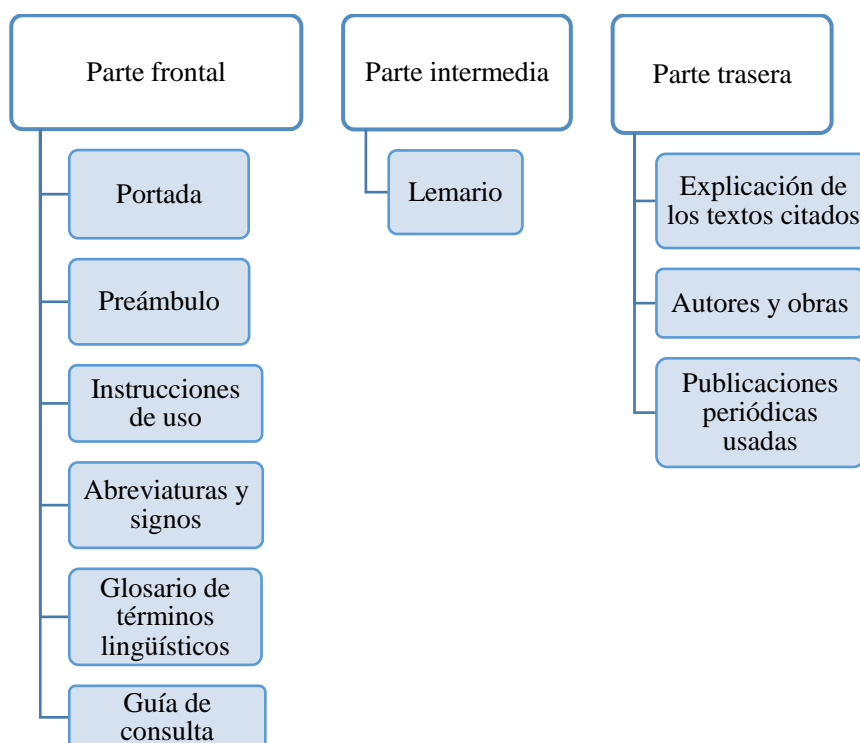 Parte frontal
Portada
Preámbulo
Instrucciones
de uso
Abreviaturas y
signos
Glosario de
términos
lingüísticos
Guía de
consulta
Parte intermedia
Lemario
Parte trasera
Explicación de
los textos citados
Autores y obras
Publicaciones
periódicas
usadas